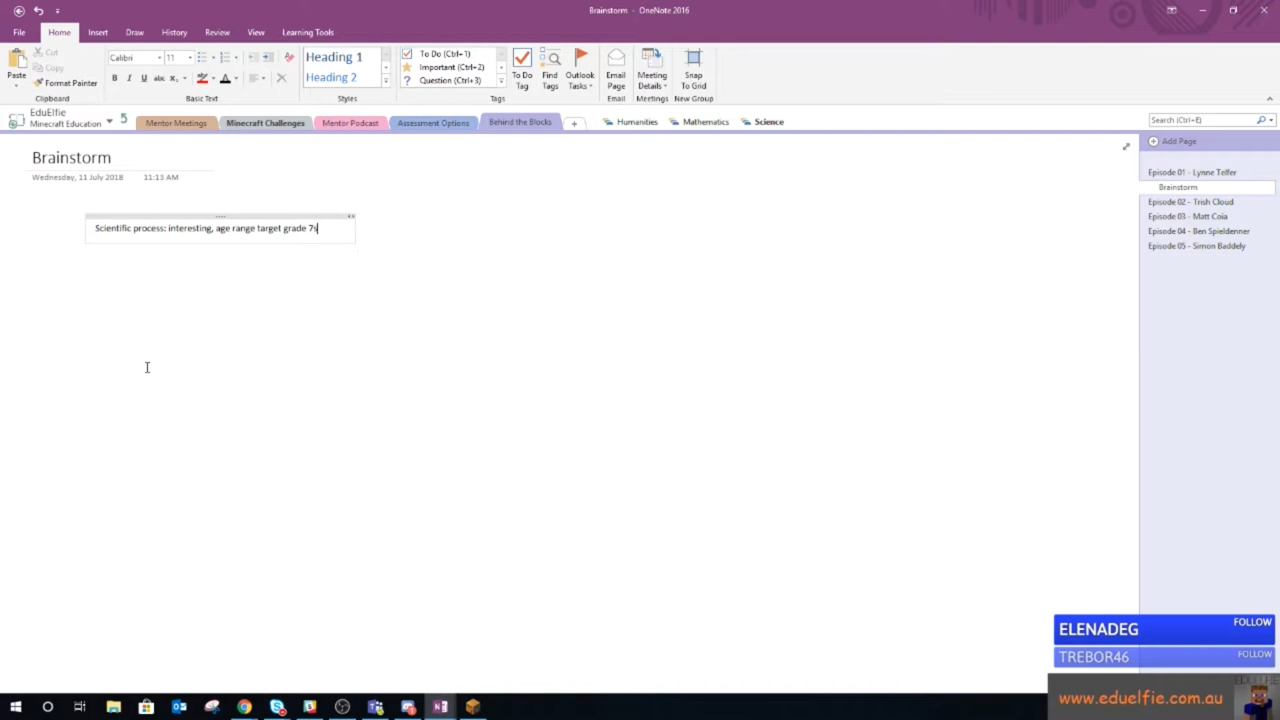 Brainstorm - OneNote 2016
File Home Insert Draw History Review View Learning Tools
Paste
Cut
Copy
Format Painter
Clipboard
Calibri 11
B I U abc X₂ A
Basic Text
Heading 1
Heading 2
Styles
To Do (Ctrl+1)
Important (Ctrl+2)
? Question (Ctrl+3)
Tags
To Do Tag
Find Tags
Outlook Tasks
Email Page
Email
Meeting Details
Meetings
Snap To Grid
New Group
EduElfie
Minecraft Education
5
Mentor Meetings Minecraft Challenges Mentor Podcast Assessment Options Behind the Blocks + Humanities Mathematics Science
Search (Ctrl+E)
Brainstorm
Wednesday, 11 July 2018 11:13 AM
Scientific process: interesting, age range target grade 7s
Add Page
Episode 01 - Lynne Telfer
Brainstorm
Episode 02 - Trish Cloud
Episode 03 - Matt Coia
Episode 04 - Ben Spieldenner
Episode 05 - Simon Baddely
ELENADEG FOLLOW
TREBOR46 FOLLOW
www.eduelfie.com.au